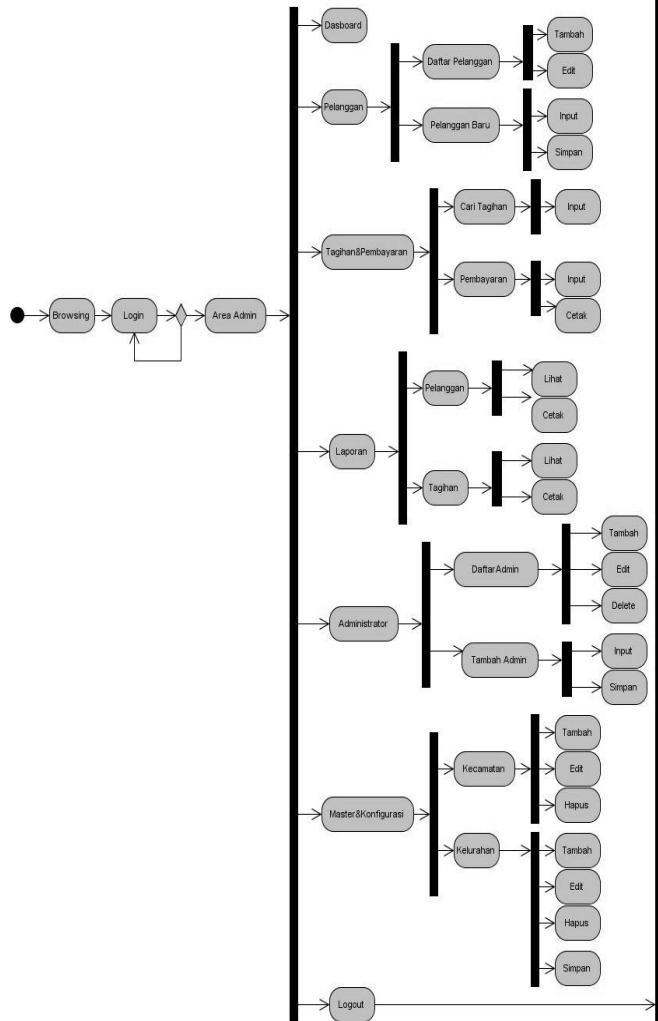 Dasboard
Pelanggan
Daftar Pelanggan
Tambah
Edit
Pelanggan Baru
Input
Simpan
Tagihan&Pembayaran
Cari Tagihan
Input
Pembayaran
Input
Cetak
Browsing
Login
Area Admin
Laporan
Pelanggan
Lihat
Cetak
Tagihan
Lihat
Cetak
Administrator
DaftarAdmin
Tambah
Edit
Delete
Tambah Admin
Input
Simpan
Master&Konfigurasi
Kecamatan
Tambah
Edit
Hapus
Kelurahan
Tambah
Edit
Hapus
Simpan
Logout